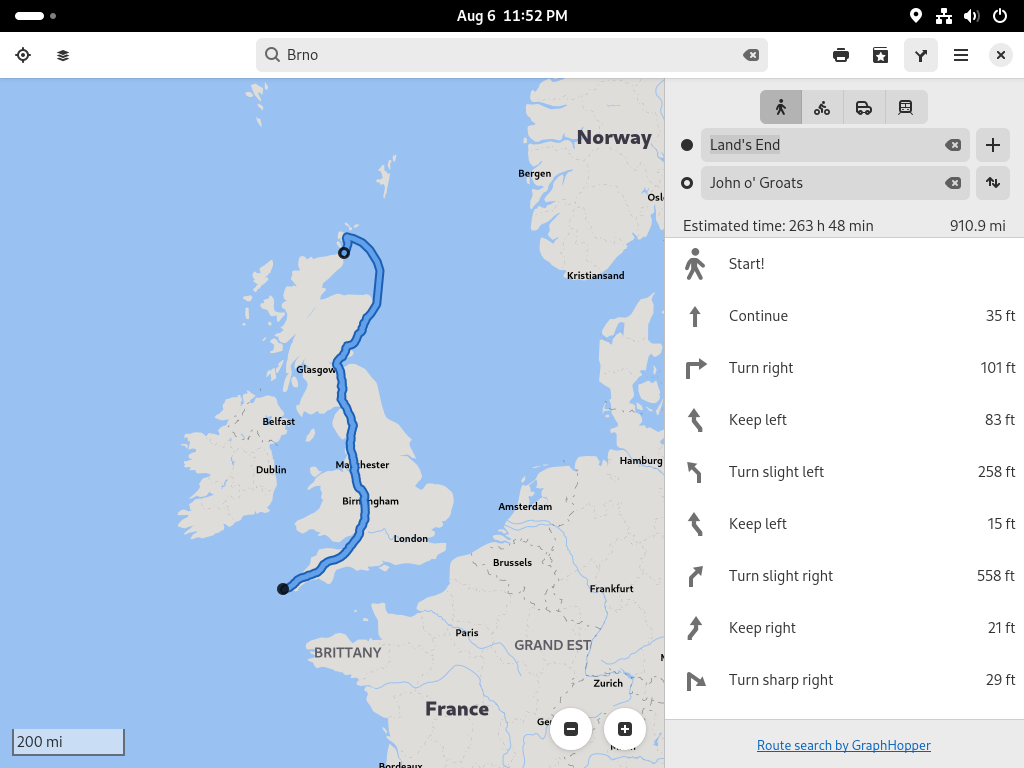 Aug 6 11:52 PM
Brno
Land's End
John o' Groats
Estimated time: 263 h 48 min 910.9 mi
Start!
Continue 35 ft
Turn right 101 ft
Keep left 83 ft
Turn slight left 258 ft
Keep left 15 ft
Turn slight right 558 ft
Keep right 21 ft
Turn sharp right 29 ft
Route search by GraphHopper
Norway
Bergen
Kristiansand
Glasgow
Belfast
Dublin
Hamburg
Birmingham
Amsterdam
London
Brussels
Frankfurt
Paris
GRAND EST
BRITTANY
Zurich
France
200 mi